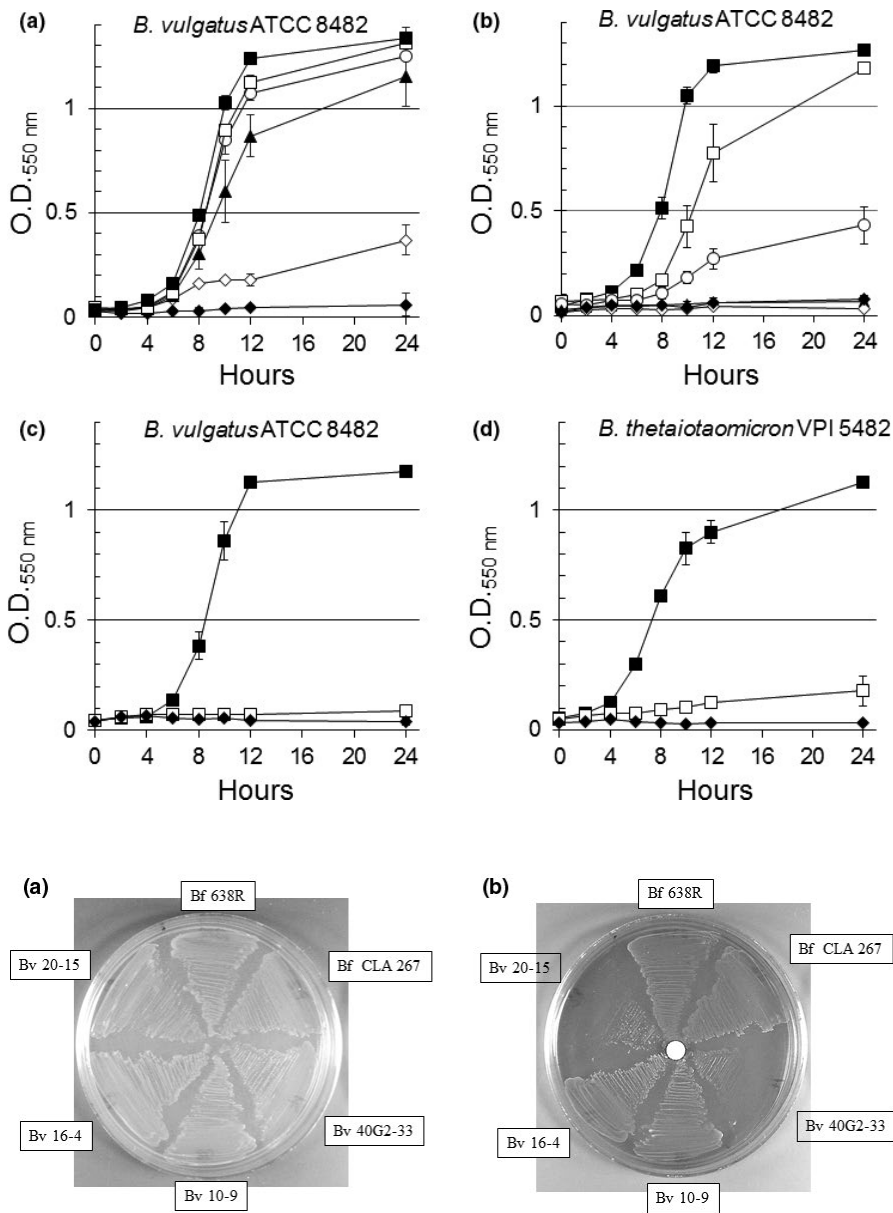 (a) B. vulgatus ATCC 8482
O.D.550 nm
1
0.5
0
0 4 8 12 16 20 24
Hours
(b) B. vulgatus ATCC 8482
O.D.550 nm
1
0.5
0
0 4 8 12 16 20 24
Hours
(c) B. vulgatus ATCC 8482
O.D.550 nm
1
0.5
0
0 4 8 12 16 20 24
Hours
(d) B. thetaiotaomicron VPI 5482
O.D.550 nm
1
0.5
0
0 4 8 12 16 20 24
Hours
(a)
Bf 638R
Bv 20-15
Bf CLA 267
Bv 16-4
Bv 40G2-33
Bv 10-9
(b)
Bf 638R
Bv 20-15
Bf CLA 267
Bv 16-4
Bv 40G2-33
Bv 10-9